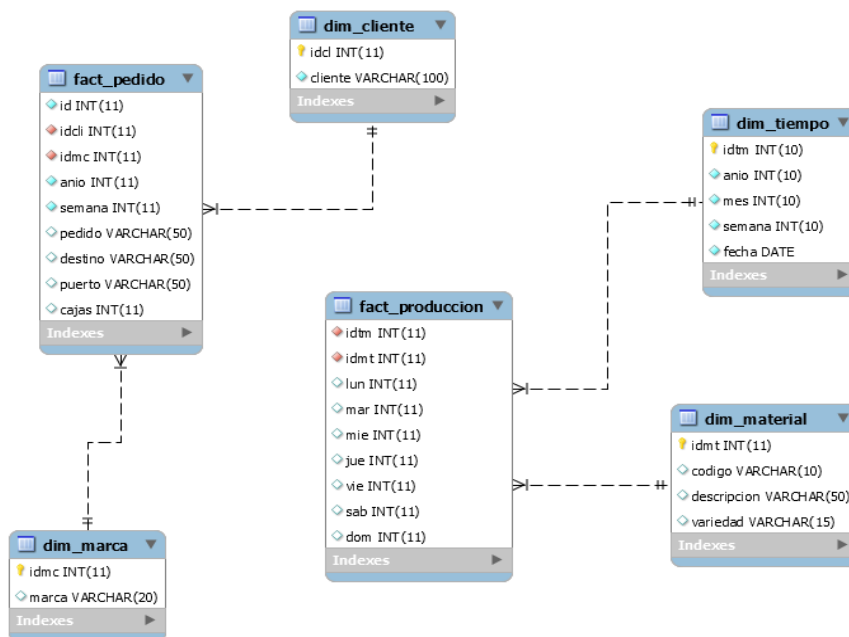 dim_cliente
idcl INT(11)
cliente VARCHAR(100)
Indexes
fact_pedido
id INT(11)
idcli INT(11)
idmc INT(11)
anio INT(11)
semana INT(11)
pedido VARCHAR(50)
destino VARCHAR(50)
puerto VARCHAR(50)
cajas INT(11)
Indexes
dim_tiempo
idtm INT(10)
anio INT(10)
mes INT(10)
semana INT(10)
fecha DATE
Indexes
fact_produccion
idtm INT(11)
idmt INT(11)
lun INT(11)
mar INT(11)
mie INT(11)
jue INT(11)
vie INT(11)
sab INT(11)
dom INT(11)
Indexes
dim_material
idmt INT(11)
codigo VARCHAR(10)
descripcion VARCHAR(50)
variedad VARCHAR(15)
Indexes
dim_marca
idmc INT(11)
marca VARCHAR(20)
Indexes